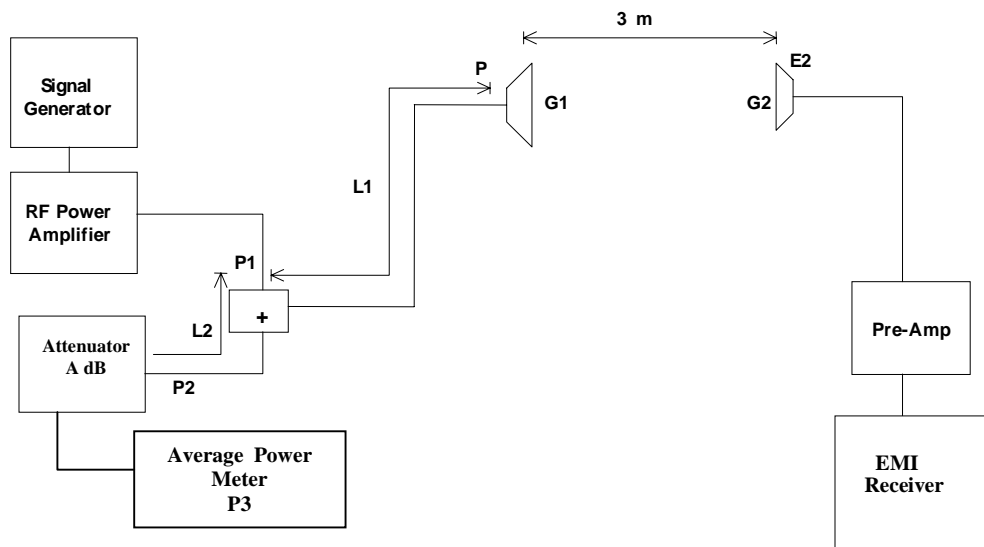 3 m
Signal
Generator
P
E2
G1
G2
L1
RF Power
Amplifier
P1
+
L2
Attenuator
A dB
P2
Pre-Amp
Average Power
Meter
P3
EMI
Receiver